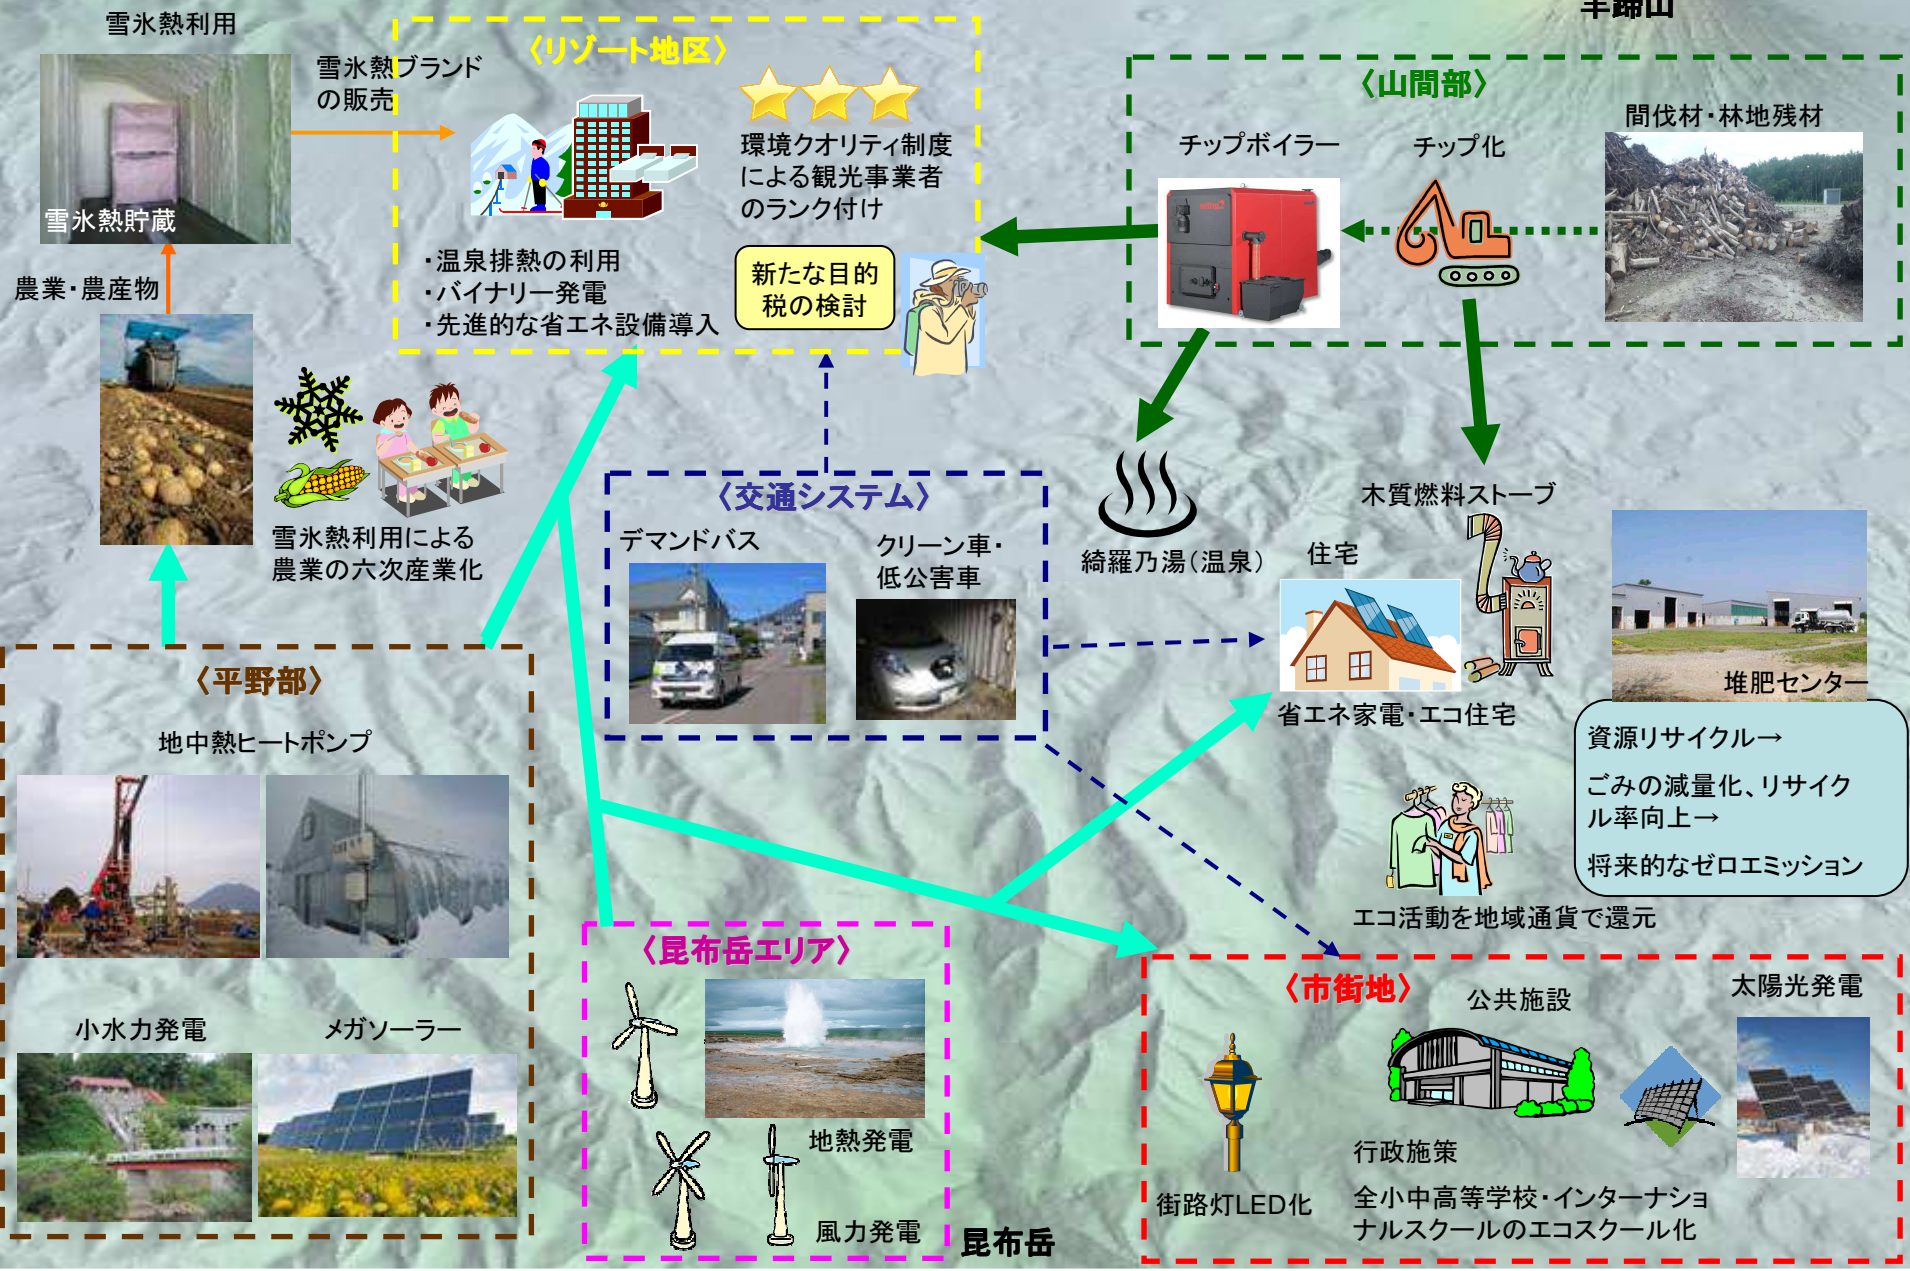 羊蹄山
雪氷熱利用
雪氷熱貯蔵
雪氷熱ブランド
の販売
農業・農産物
〈リゾート地区〉
環境クオリティ制度
による観光事業者
のランク付け
・温泉排熱の利用
・バイナリー発電
・先進的な省エネ設備導入
新たな目的
税の検討
〈山間部〉
間伐材・林地残材
チップボイラー
チップ化
雪氷熱利用による
農業の六次産業化
〈交通システム〉
デマンドバス
クリーン車・
低公害車
綺羅乃湯（温泉）
木質燃料ストーブ
住宅
省エネ家電・エコ住宅
堆肥センター
資源リサイクル→
ごみの減量化、リサイク
ル率向上→
将来的なゼロエミッション
エコ活動を地域通貨で還元
〈平野部〉
地中熱ヒートポンプ
小水力発電
メガソーラー
〈昆布岳エリア〉
地熱発電
風力発電
昆布岳
〈市街地〉
公共施設
太陽光発電
街路灯LED化
行政施策
全小中高等学校・インターナショ
ナルスクールのエコスクール化